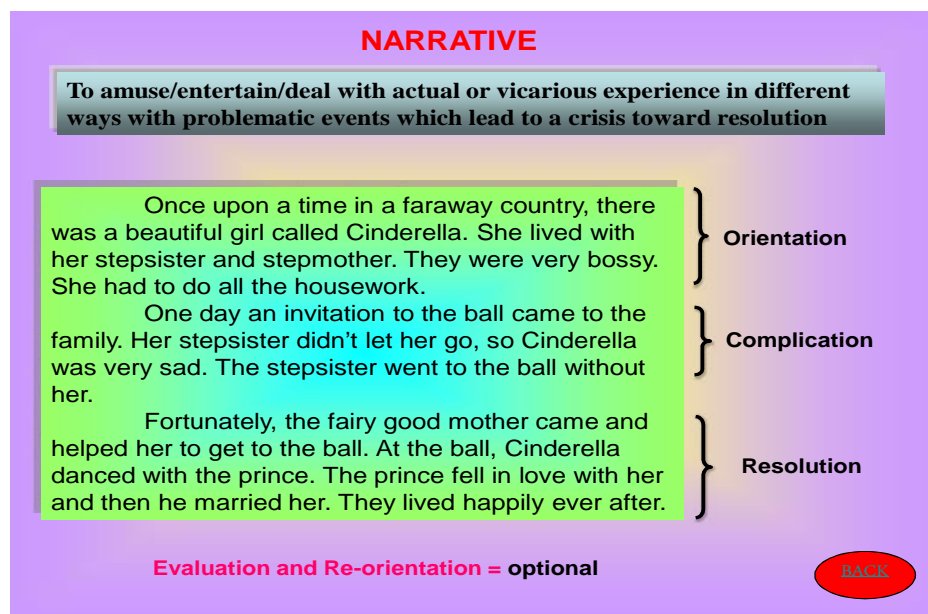 NARRATIVE
To amuse/entertain/deal with actual or vicarious experience in different
ways with problematic events which lead to a crisis toward resolution
Once upon a time in a faraway country, there
was a beautiful girl called Cinderella. She lived with
her stepsister and stepmother. They were very bossy.
She had to do all the housework.
Orientation
One day an invitation to the ball came to the
family. Her stepsister didn’t let her go, so Cinderella
was very sad. The stepsister went to the ball without
her.
Complication
Fortunately, the fairy good mother came and
helped her to get to the ball. At the ball, Cinderella
danced with the prince. The prince fell in love with her
and then he married her. They lived happily ever after.
Resolution
Evaluation and Re-orientation = optional
BACK